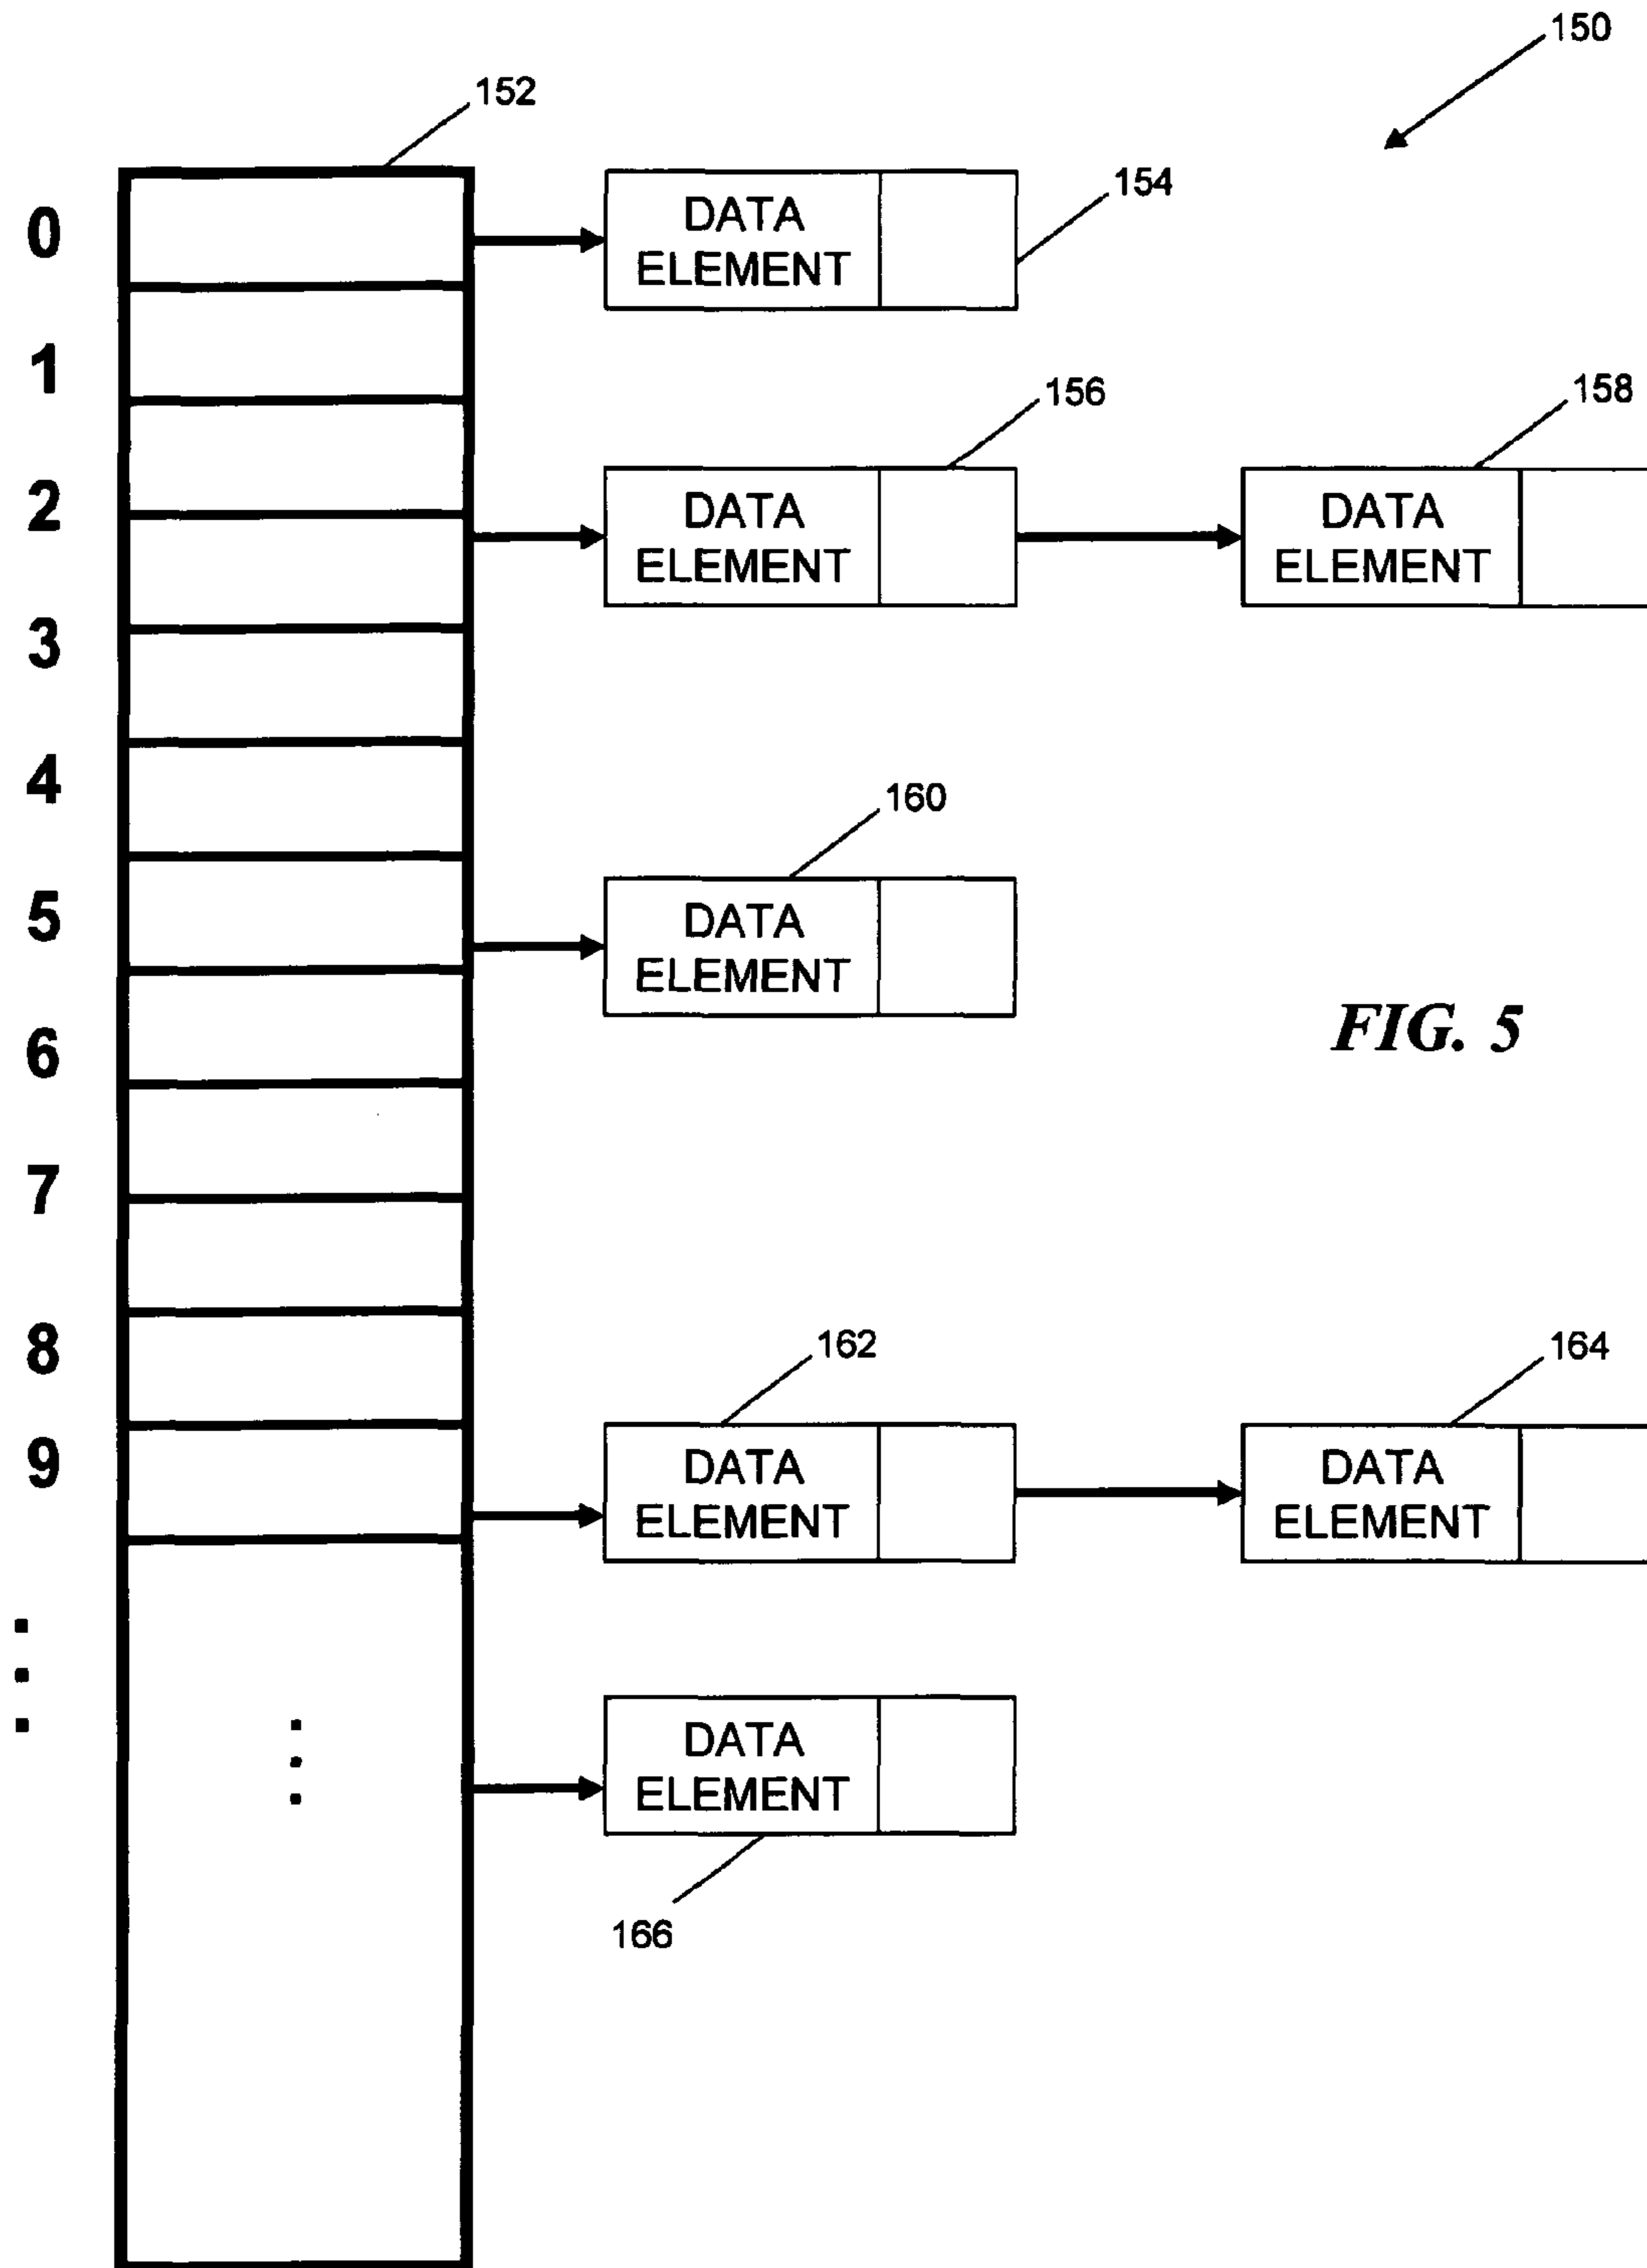 150
152
0
DATA
ELEMENT
154
1
156
158
2
DATA
ELEMENT
DATA
ELEMENT
3
4
160
5
DATA
ELEMENT
6
FIG. 5
7
8
162
164
9
DATA
ELEMENT
DATA
ELEMENT
DATA
ELEMENT
166